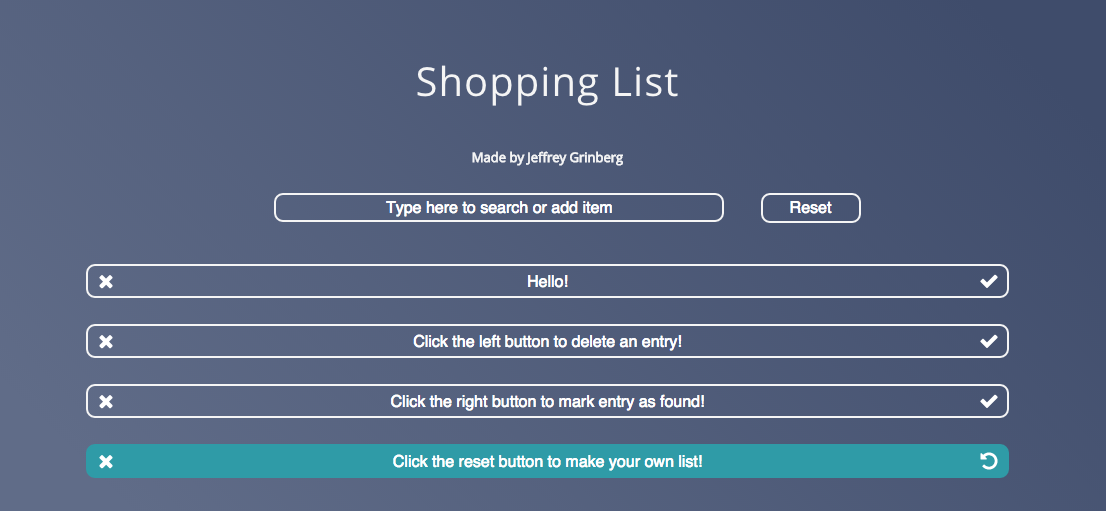 Shopping List
Made by Jeffrey Grinberg
Type here to search or add item
Reset
Hello!
Click the left button to delete an entry!
Click the right button to mark entry as found!
Click the reset button to make your own list!